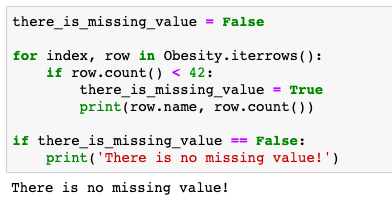 there_is_missing_value = False
for index, row in Obesity.iterrows():
    if row.count() < 42:
        there_is_missing_value = True
        print(row.name, row.count())
if there_is_missing_value == False:
    print('There is no missing value!')
There is no missing value!